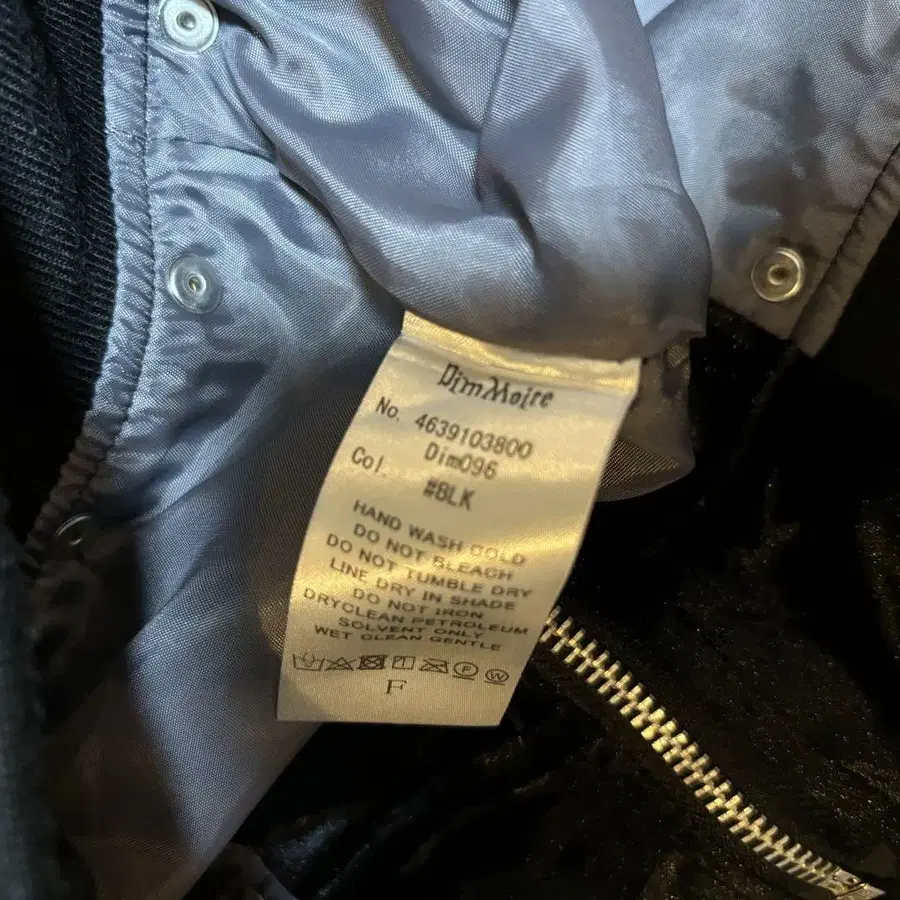 DimMoire
No. 4639103800
Dim096
Col. #BLK
HAND WASH COLD
DO NOT BLEACH
DO NOT TUMBLE DRY
LINE DRY IN SHADE
DO NOT IRON
DRYCLEAN PETROLEUM
SOLVENT ONLY
WET CLEAN GENTLE
F W
F